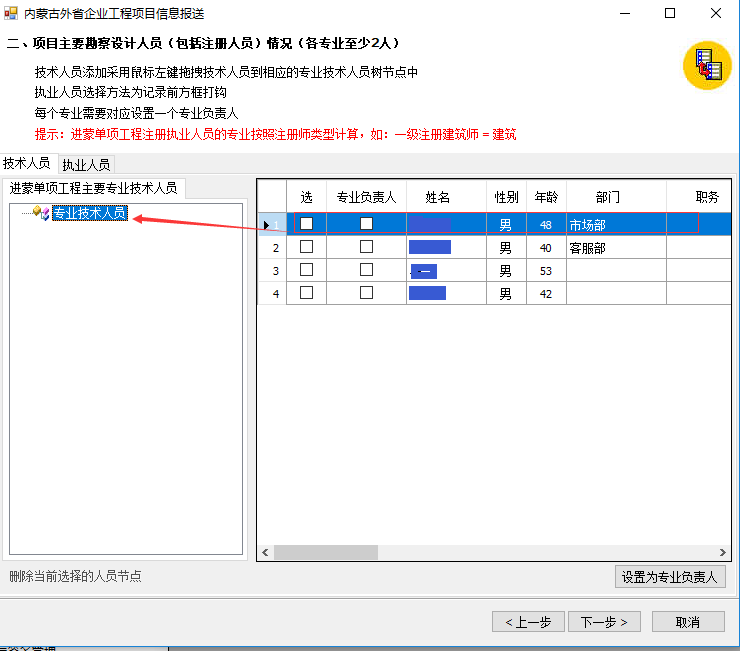 内蒙古外省企业工程项目信息报送
二、项目主要勘察设计人员（包括注册人员）情况（各专业至少2人）
技术人员添加采用鼠标左键拖拽技术人员到相应的专业技术人员树节点中
执业人员选择方法为记录前方框打钩
每个专业需要对应设置一个专业负责人
提示：进蒙单项工程注册执业人员的专业按照注册师类型计算，如：一级注册建筑师 = 建筑
技术人员 执业人员
进蒙单项工程主要专业技术人员
专业技术人员
选 专业负责人 姓名 性别 年龄 部门 职务
1 男 48 市场部
2 男 40 客服部
3 男 53
4 男 42
删除当前选择的人员节点
设置为专业负责人
< 上一步 下一步 > 取消